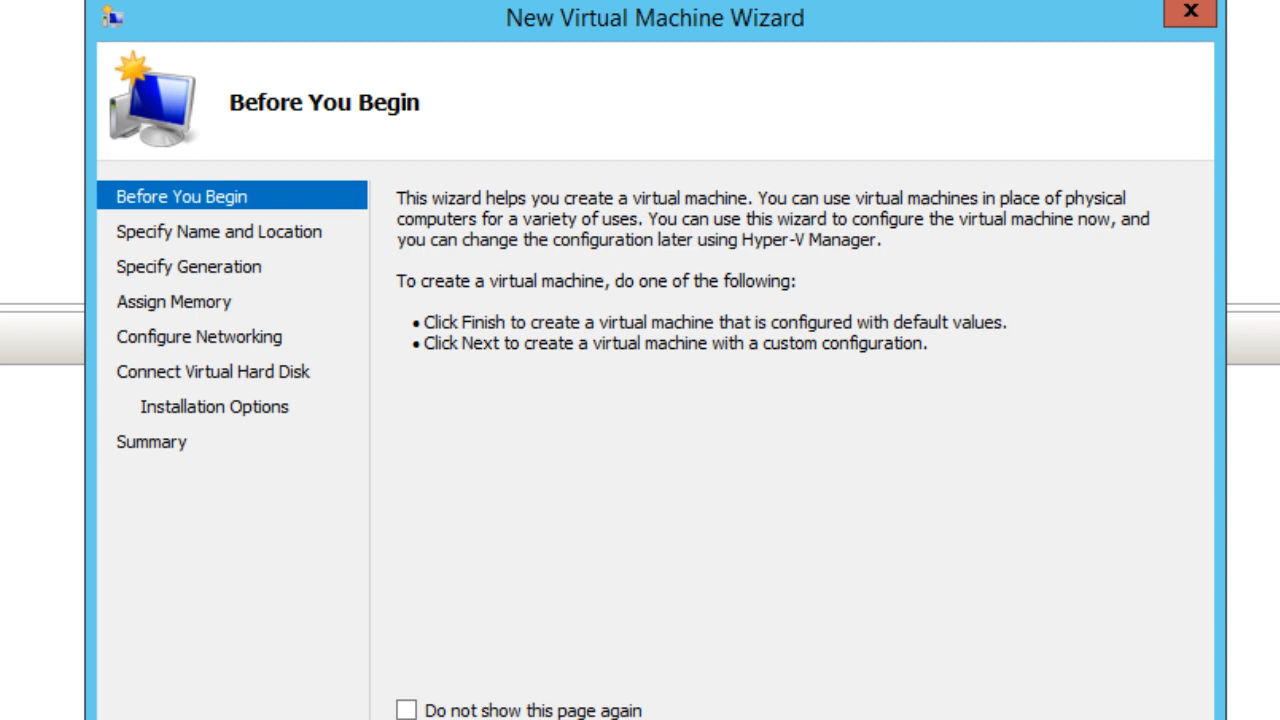 New Virtual Machine Wizard
x
Before You Begin
Before You Begin
Specify Name and Location
Specify Generation
Assign Memory
Configure Networking
Connect Virtual Hard Disk
Installation Options
Summary
This wizard helps you create a virtual machine. You can use virtual machines in place of physical
computers for a variety of uses. You can use this wizard to configure the virtual machine now, and
you can change the configuration later using Hyper-V Manager.
To create a virtual machine, do one of the following:
• Click Finish to create a virtual machine that is configured with default values.
• Click Next to create a virtual machine with a custom configuration.
Do not show this page again